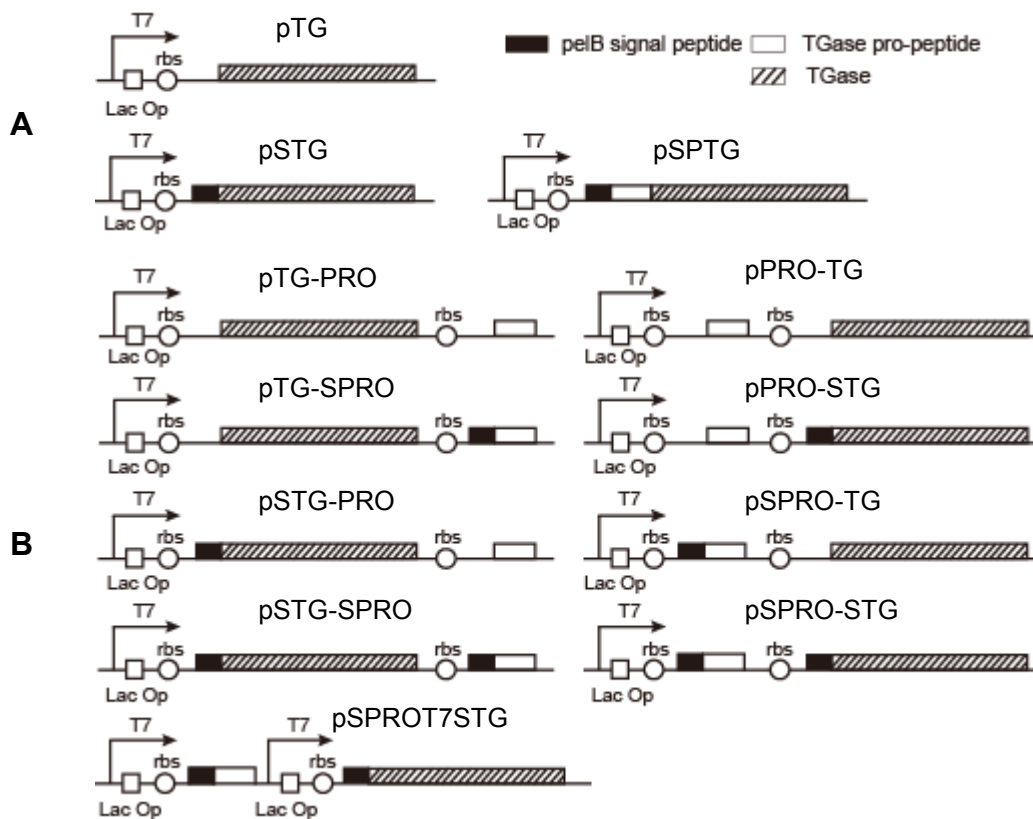 T7 pTG
pelB signal peptide TGase pro-peptide
rbs
TGase
Lac Op
A
T7 pSTG T7 pSPTG
rbs rbs
Lac Op Lac Op
T7 pTG-PRO T7 pPRO-TG
rbs rbs rbs rbs
Lac Op Lac Op
T7 pTG-SPRO T7 pPRO-STG
rbs rbs rbs rbs
Lac Op Lac Op
T7 pSTG-PRO T7 pSPRO-TG
B
rbs rbs rbs rbs
Lac Op Lac Op
T7 pSTG-SPRO T7 pSPRO-STG
rbs rbs rbs rbs
Lac Op Lac Op
T7 T7 pSPROT7STG
rbs rbs
Lac Op Lac Op